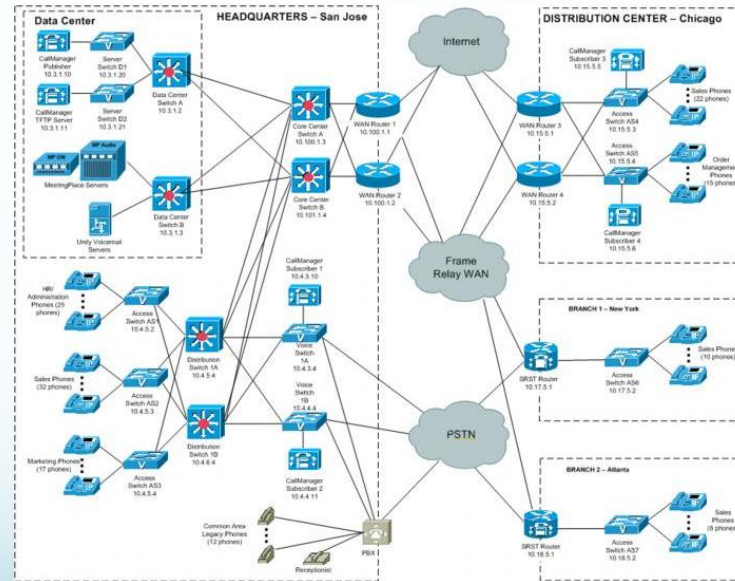 HEADQUARTERS – San Jose
Data Center
CallManager
Publisher
10.3.1.10
Server
Switch D1
10.3.1.20
CallManager
TFTP Server
10.3.1.11
Server
Switch D2
10.3.1.21
Data Center
Switch A
10.3.1.2
MP GW
MP Audio
MeetingPlace Servers
Unity Voicemail
Servers
Data Center
Switch B
10.3.1.3
Core Center
Switch A
10.100.1.3
Core Center
Switch B
10.101.1.4
WAN Router 1
10.100.1.1
WAN Router 2
10.100.1.2
HR/
Administration
Phones (25
phones)
Access
Switch AS1
10.4.5.2
Sales Phones
(32 phones)
Access
Switch AS2
10.4.5.3
Marketing Phones
(17 phones)
Access
Switch AS3
10.4.5.4
Distribution
Switch 1A
10.4.5.4
Distribution
Switch 1B
10.4.6.4
CallManager
Subscriber 1
10.4.3.10
Voice
Switch
1A
10.4.3.4
Voice
Switch
1B
10.4.4.4
CallManager
Subscriber 2
10.4.4.11
Common Area
Legacy Phones
(12 phones)
Receptionist
PBX
Internet
Frame
Relay WAN
PSTN
DISTRIBUTION CENTER – Chicago
CallManager
Subscriber 3
10.15.5.5
WAN Router 3
10.15.5.1
Access
Switch AS4
10.15.5.3
Sales Phones
(22 phones)
WAN Router 4
10.15.5.2
Access
Switch AS5
10.15.5.4
Order
Management
Phones
(15 phones)
CallManager
Subscriber 4
10.15.5.6
BRANCH 1 – New York
SRST Router
10.17.5.1
Access
Switch AS6
10.17.5.2
Sales Phones
(10 phones)
BRANCH 2 – Atlanta
SRST Router
10.18.5.1
Access
Switch AS7
10.18.5.2
Sales
Phones